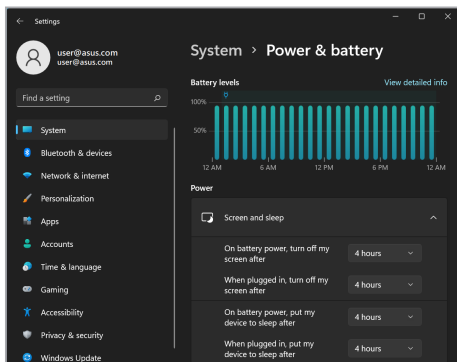 Settings
user@asus.com
user@asus.com
Find a setting
System
Bluetooth & devices
Network & internet
Personalization
Apps
Accounts
Time & language
Gaming
Accessibility
Privacy & security
Windows Update
System > Power & battery
Battery levels
View detailed info
100%
50%
12 AM 6 AM 12 PM 6 PM 12 AM
Power
Screen and sleep
On battery power, turn off my
screen after
4 hours
When plugged in, turn off my
screen after
4 hours
On battery power, put my
device to sleep after
4 hours
When plugged in, put my
device to sleep after
4 hours